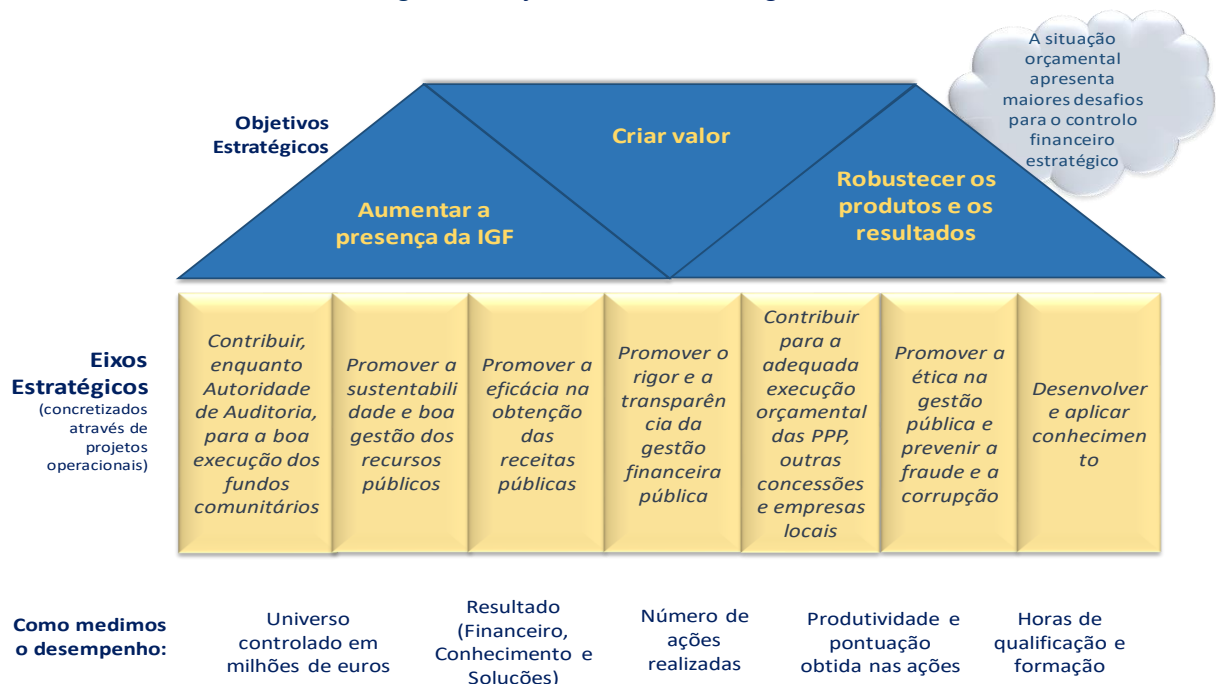 A situação
orçamental
apresenta
maiores desafios
para o controlo
financeiro
estratégico
Objetivos
Estratégicos
Criar valor
Aumentar a
presença da IGF
Robustecer os
produtos e os
resultados
Eixos
Estratégicos
(concretizados
através de
projetos
operacionais)
Contribuir,
enquanto
Autoridade
de Auditoria,
para a boa
execução dos
fundos
comunitários
Promover a
sustentabili
dade e boa
gestão dos
recursos
públicos
Promover a
eficácia na
obtenção
das
receitas
públicas
Promover o
rigor e a
transparên
cia da
gestão
financeira
pública
Contribuir
para a
adequada
execução
orçamental
das PPP,
outras
concessões
e empresas
locais
Promover a
ética na
gestão
pública e
prevenir a
fraude e a
corrupção
Desenvolver
e aplicar
conhecimen
to
Como medimos
o desempenho:
Universo
controlado em
milhões de euros
Resultado
(Financeiro,
Conhecimento e
Soluções)
Número de
ações
realizadas
Produtividade e
pontuação
obtida nas ações
Horas de
qualificação e
formação